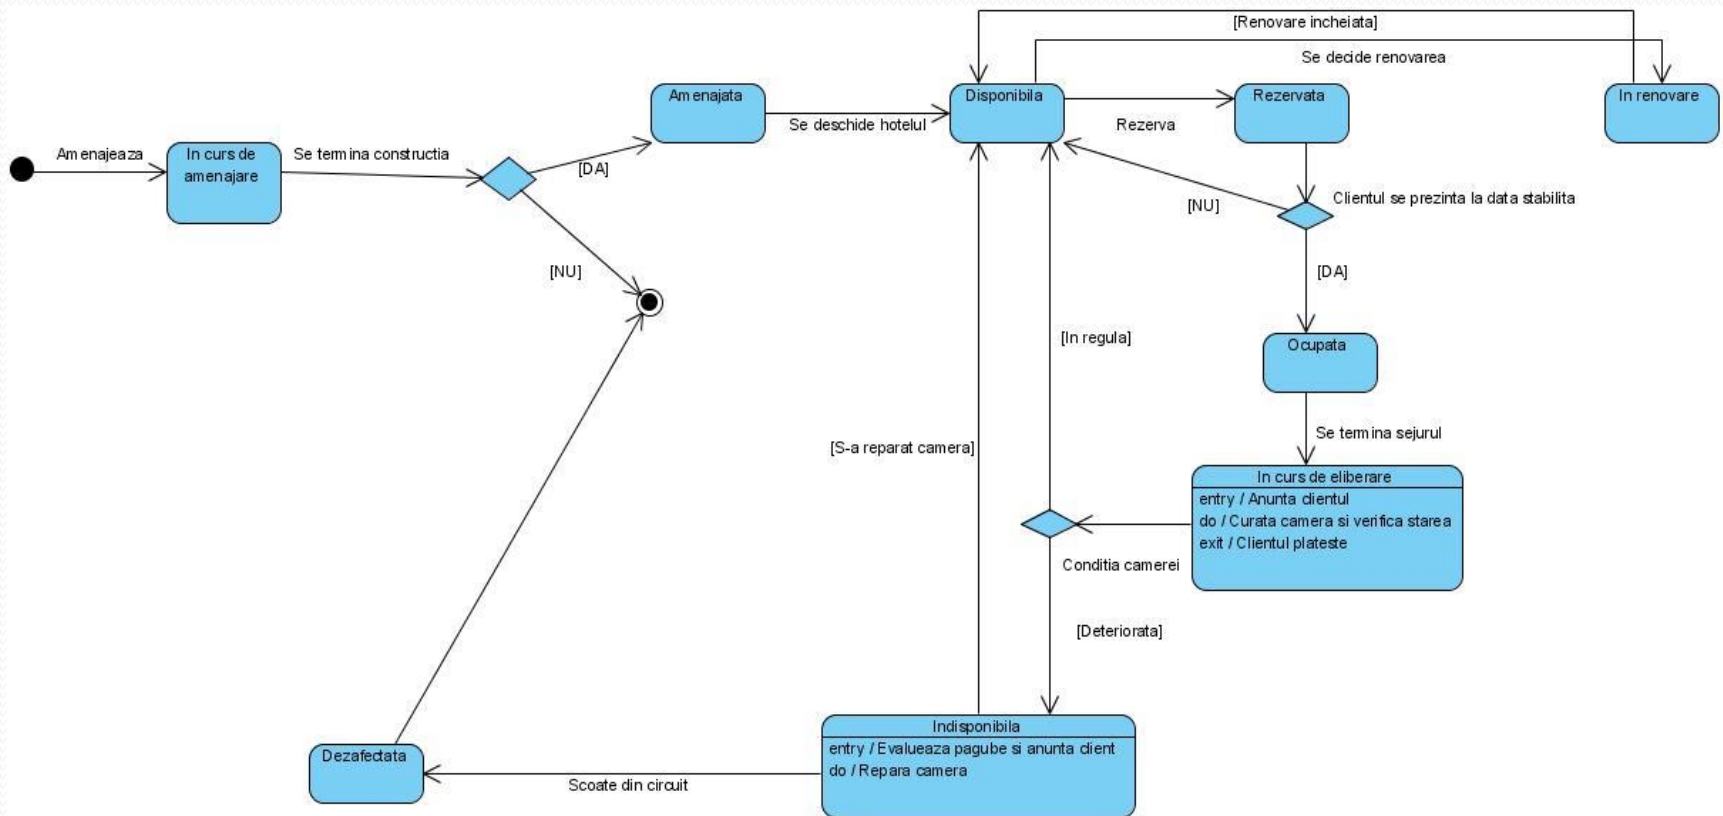 [Renovare incheiata]
Se decide renovarea
Amenajata
Disponibila
Rezervata
In renovare
Se deschide hotelul
Rezerva
Amenajeaza
In curs de
amenajare
Se termina constructia
[DA]
[NU]
Clientul se prezinta la data stabilita
[NU]
[DA]
[In regula]
Ocupata
Se termina sejurul
[S-a reparat camera]
In curs de eliberare
entry / Anunta clientul
do / Curata camera si verifica starea
exit / Clientul plateste
Conditia camerei
[Deteriorata]
Indisponibila
entry / Evalueaza pagube si anunta client
do / Repara camera
Dezafectata
Scoate din circuit